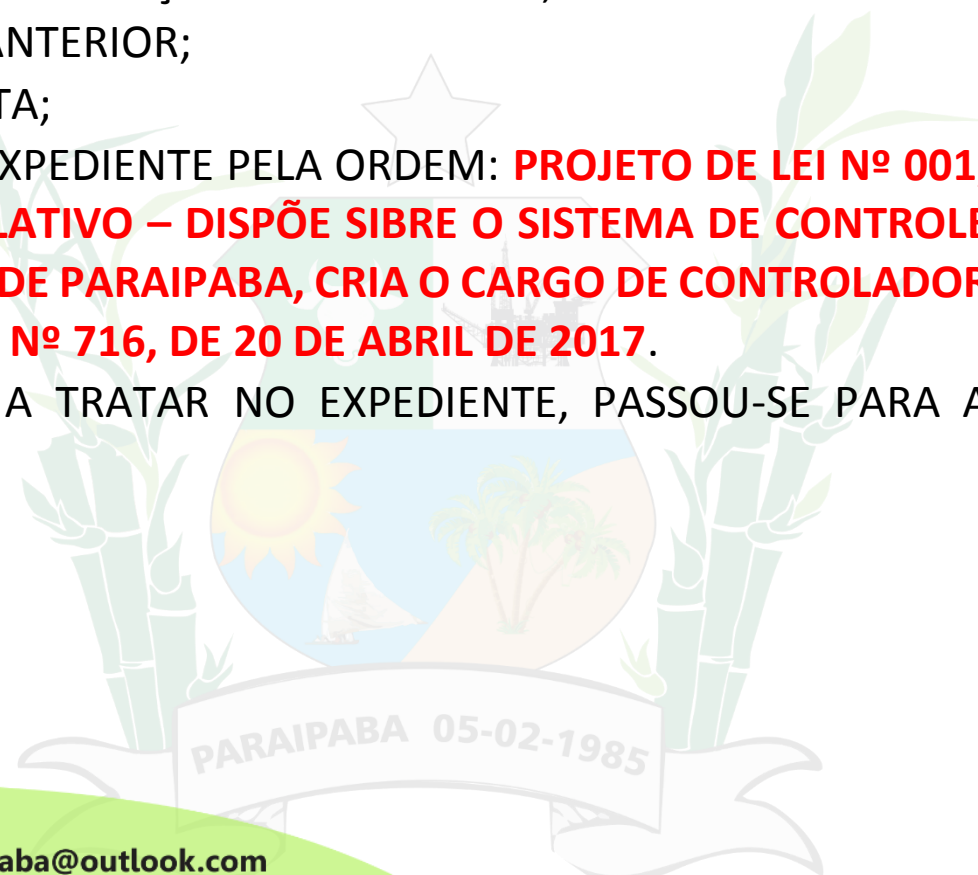 ANTERIOR;
TA;
XPEDIENTE PELA ORDEM: PROJETO DE LEI Nº 001
LATIVO – DISPÕE SIBRE O SISTEMA DE CONTROLE
DE PARAIPABA, CRIA O CARGO DE CONTROLADOR
Nº 716, DE 20 DE ABRIL DE 2017.
A TRATAR NO EXPEDIENTE, PASSOU-SE PARA A
PARAIPABA 05-02-1985
aba@outlook.com